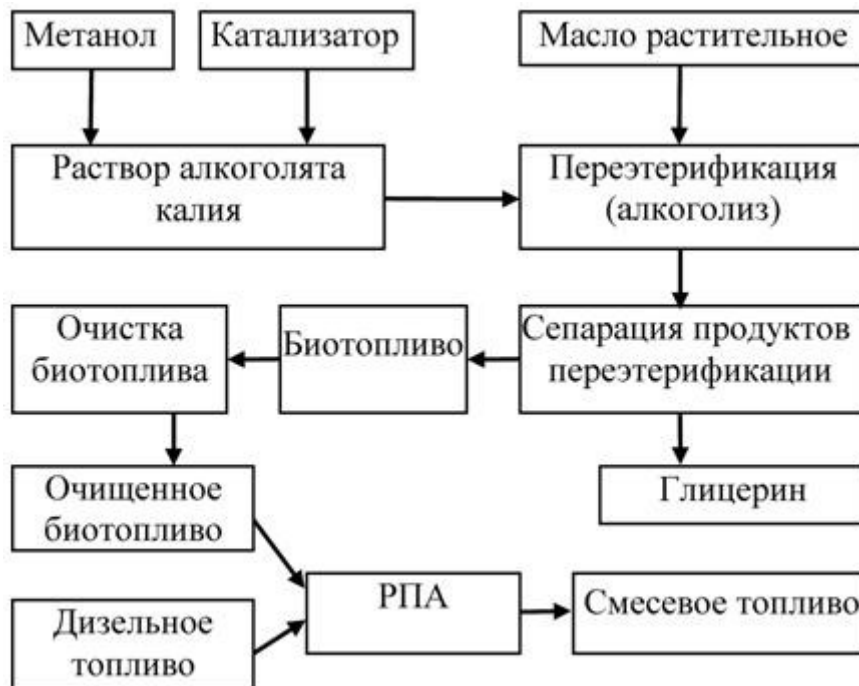 Метанол
Катализатор
Масло растительное
Раствор алкоголята
калия
Переэтерификация
(алкоголиз)
Очистка
биотоплива
Биотопливо
Сепарация продуктов
переэтерификации
Очищенное
биотопливо
Глицерин
Дизельное
топливо
РПА
Смесевое топливо